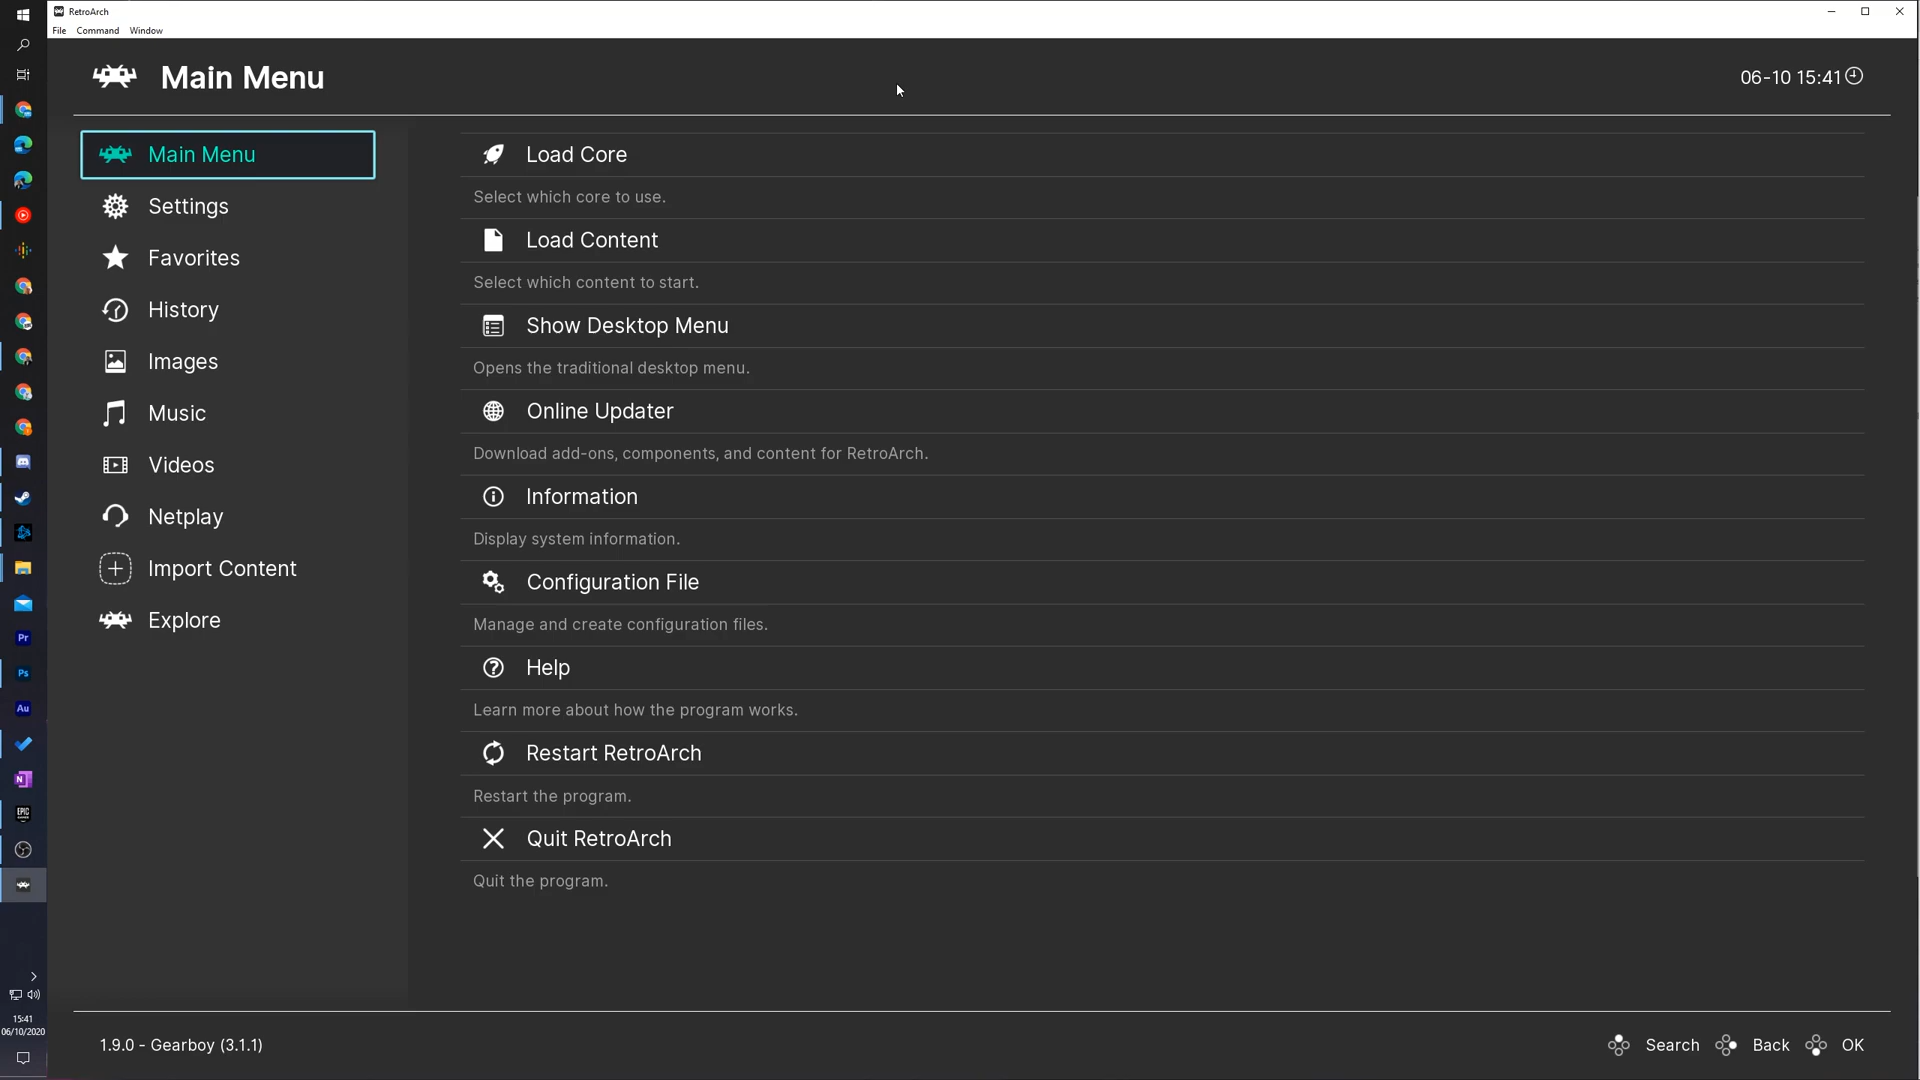 RetroArch
File Command Window
Main Menu
06-10 15:41
Main Menu
Settings
Favorites
History
Images
Music
Videos
Netplay
Import Content
Explore
Load Core
Select which core to use.
Load Content
Select which content to start.
Show Desktop Menu
Opens the traditional desktop menu.
Online Updater
Download add-ons, components, and content for RetroArch.
Information
Display system information.
Configuration File
Manage and create configuration files.
Help
Learn more about how the program works.
Restart RetroArch
Restart the program.
Quit RetroArch
Quit the program.
1.9.0 - Gearboy (3.1.1)
Search Back OK
Pr
Ps
Au
N
EPIC
15:41
06/10/2020